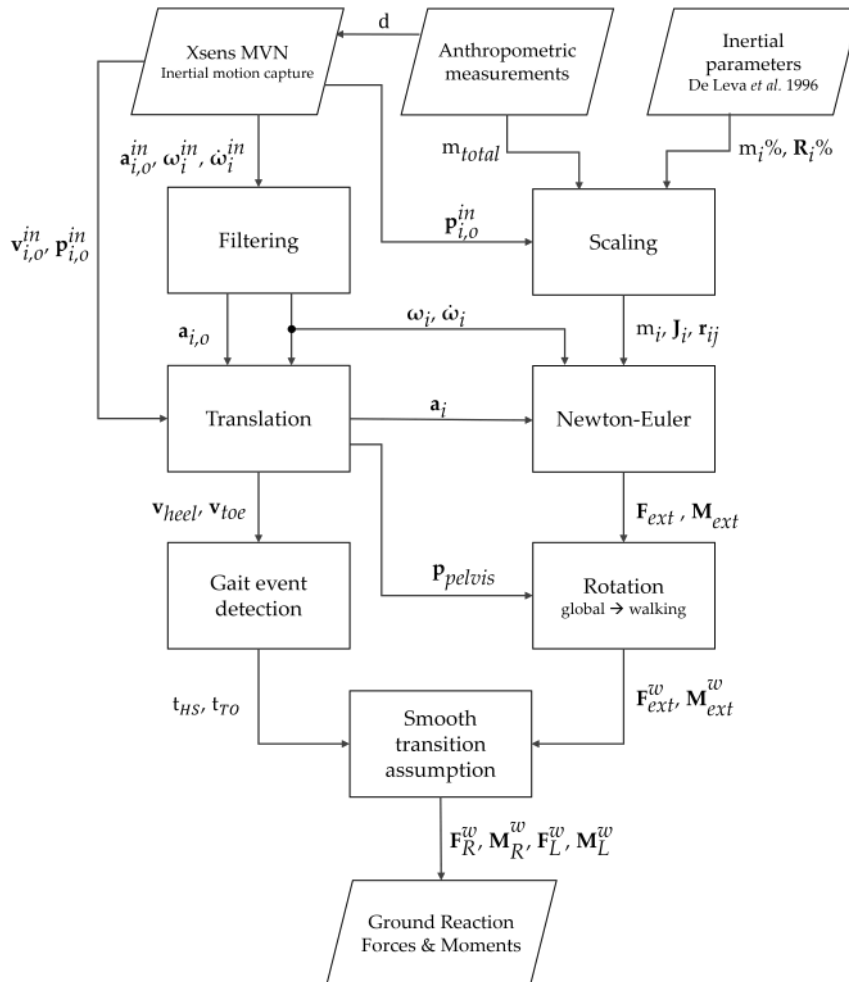 d
Xsens MVN
Inertial motion capture
Anthropometric
measurements
Inertial
parameters
De Leva et al. 1996
a_{i,o}^{in}, ω_i^{in}, ω̇_i^{in}
m_{total}
m_i%, R_i%
v_{i,o}^{in}, p_{i,o}^{in}
Filtering
p_{i,o}^{in}
Scaling
a_{i,o}
ω_i, ω̇_i
m_i, J_i, r_{ij}
Translation
a_i
Newton-Euler
v_{heel}, v_{toe}
F_{ext} , M_{ext}
Gait event
detection
p_{pelvis}
Rotation
global → walking
t_{HS}, t_{TO}
F_{ext}^w, M_{ext}^w
Smooth
transition
assumption
F_R^w, M_R^w, F_L^w, M_L^w
Ground Reaction
Forces & Moments